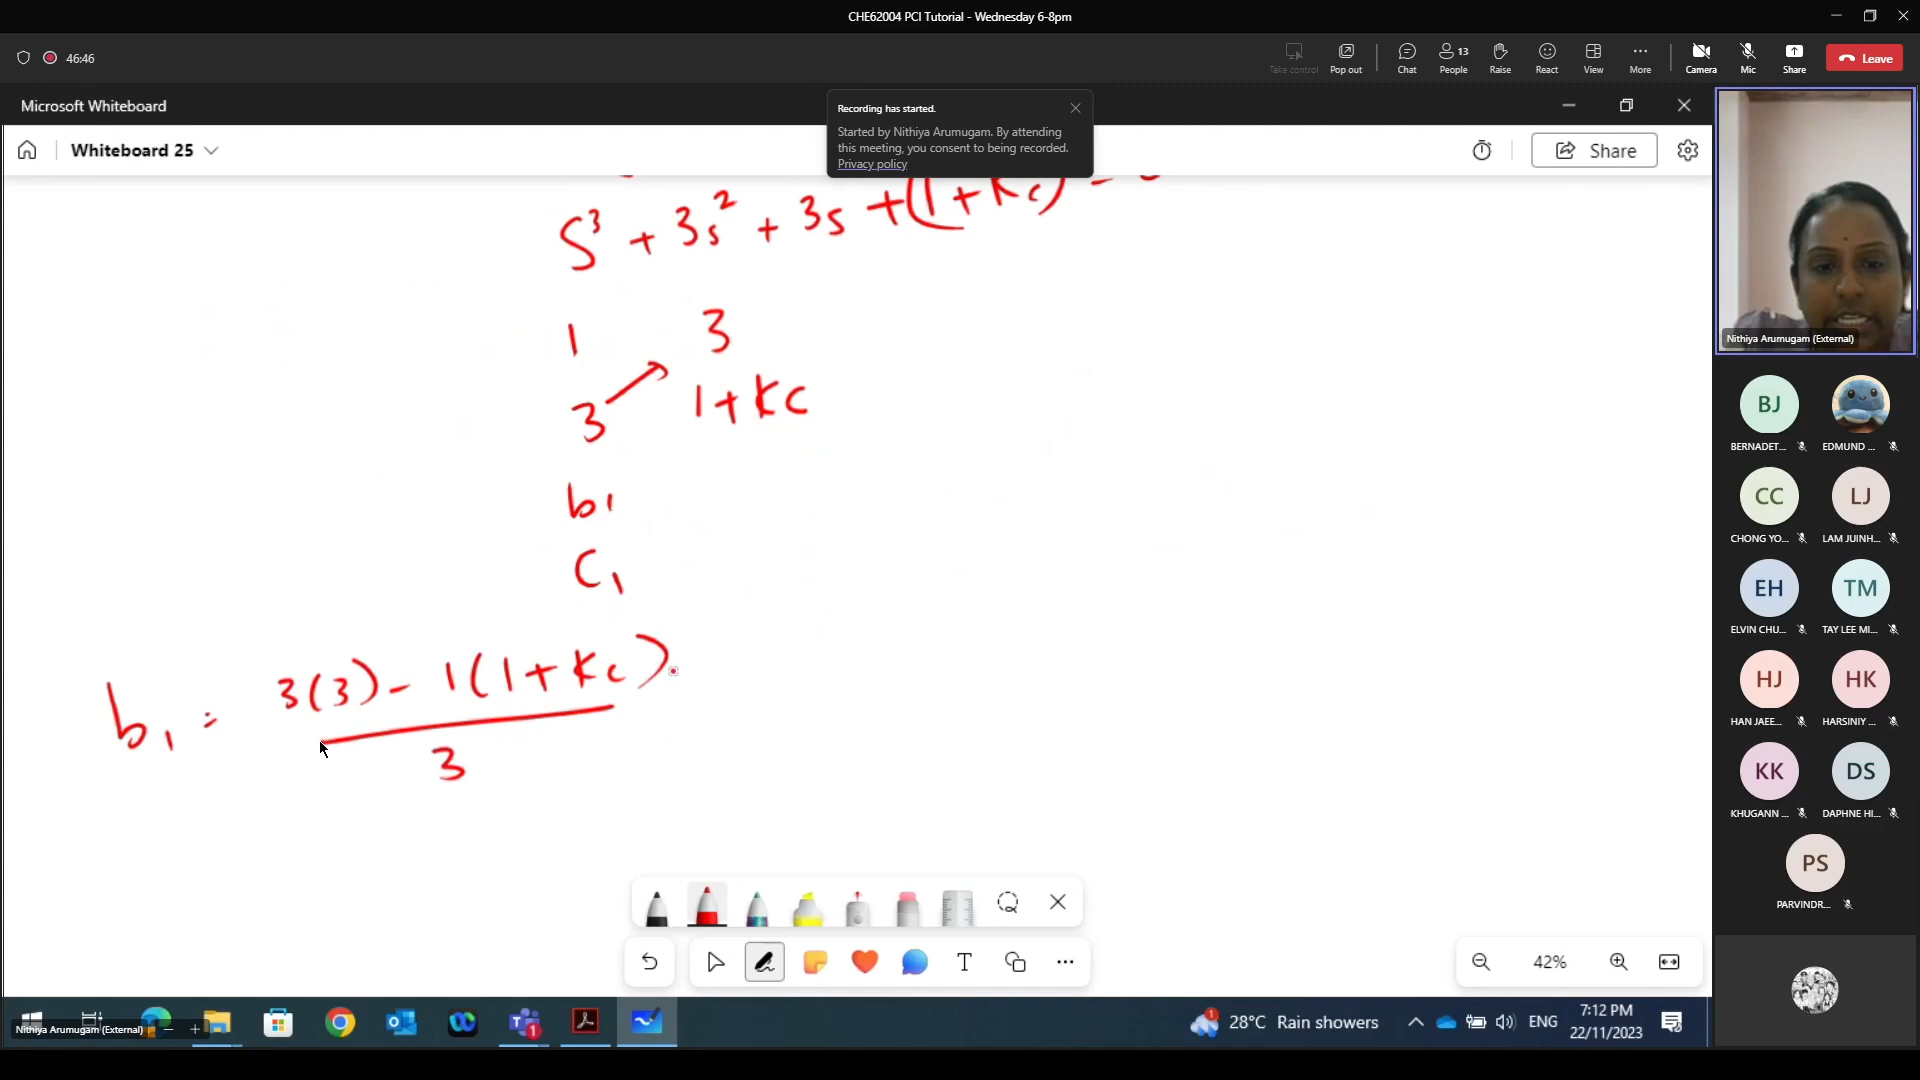 CHE62004 PCI Tutorial - Wednesday 6-8pm
46:46
Take control
Pop out
Chat
People
13
Raise
React
View
More
Camera
Mic
Share
Leave
Microsoft Whiteboard
Recording has started.
Started by Nithiya Arumugam. By attending
this meeting, you consent to being recorded.
Privacy policy
Whiteboard 25
Share
S³ + 3s² + 3s + (1+Kc) =
1 3
3 1+Kc
b1
C1
b1 = 3(3) - 1(1+Kc)
3
Nithiya Arumugam (External)
BJ
BERNADET...
EDMUND ...
CC
CHONG YO...
LJ
LAM JUINH...
EH
ELVIN CHU...
TM
TAY LEE MI...
HJ
HAN JAEE...
HK
HARSINIY ...
KK
KHUGANN ...
DS
DAPHNE HI...
PS
PARVINDR...
T
42%
Nithiya Arumugam (External)
1
1
28°C Rain showers
ENG
7:12 PM
22/11/2023